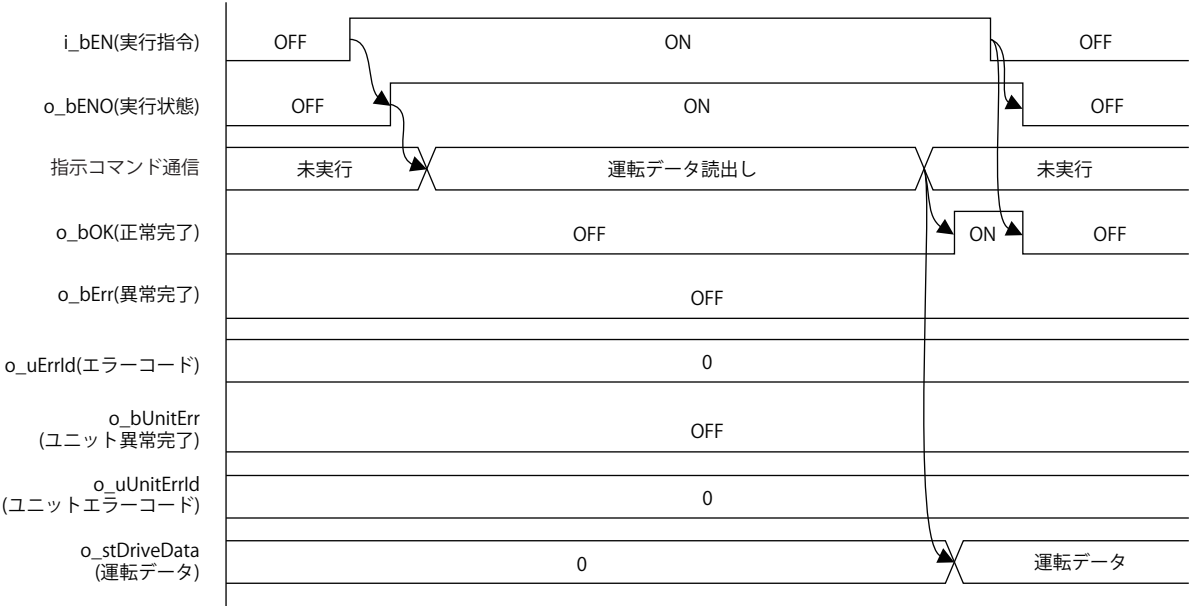 i_bEN(実行指令) OFF ON OFF
o_bENO(実行状態) OFF ON OFF
指示コマンド通信 未実行 運転データ読出し 未実行
o_bOK(正常完了) OFF ON OFF
o_bErr(異常完了) OFF
o_uErrId(エラーコード) 0
o_bUnitErr
(ユニット異常完了) OFF
o_uUnitErrId
(ユニットエラーコード) 0
o_stDriveData
(運転データ) 0 運転データ